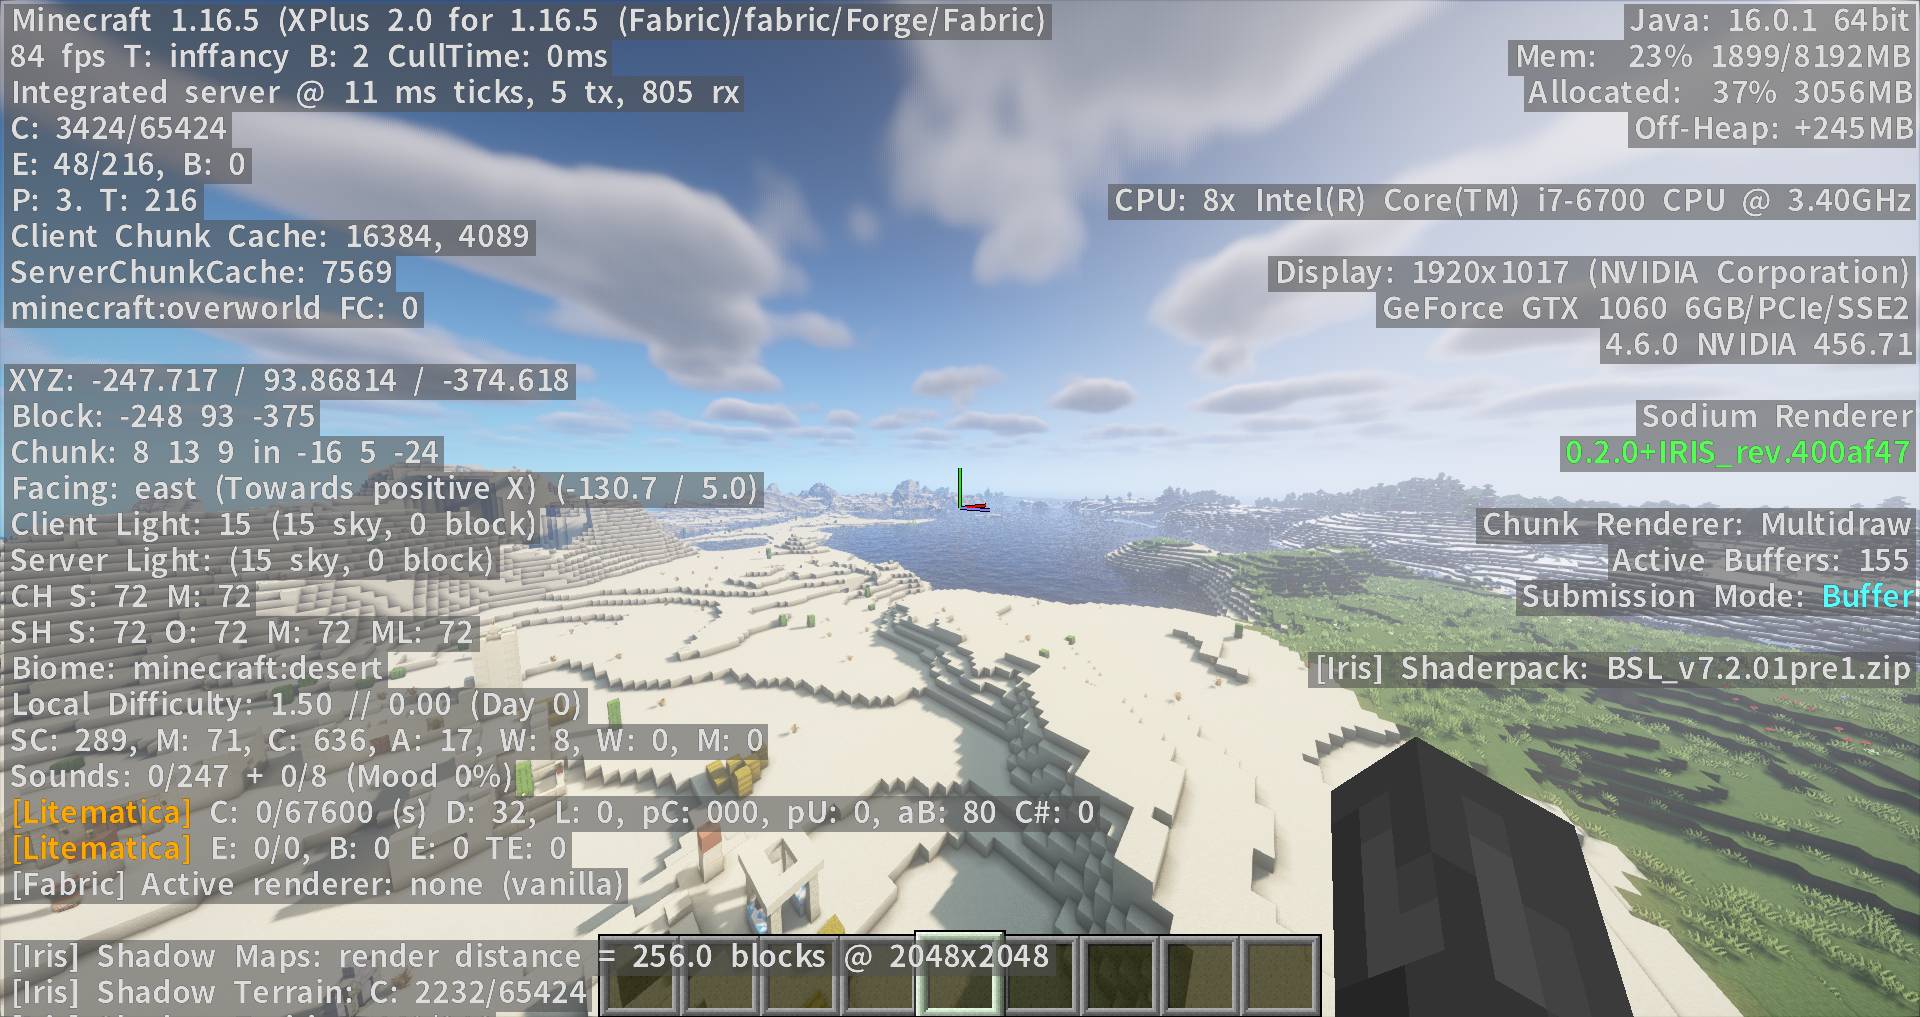 Minecraft 1.16.5 (XPlus 2.0 for 1.16.5 (Fabric)/fabric/Forge/Fabric)
84 fps T: inffancy B: 2 CullTime: 0ms
Integrated server @ 11 ms ticks, 5 tx, 805 rx
C: 3424/65424
E: 48/216, B: 0
P: 3. T: 216
Client Chunk Cache: 16384, 4089
ServerChunkCache: 7569
minecraft:overworld FC: 0
XYZ: -247.717 / 93.86814 / -374.618
Block: -248 93 -375
Chunk: 8 13 9 in -16 5 -24
Facing: east (Towards positive X) (-130.7 / 5.0)
Client Light: 15 (15 sky, 0 block)
Server Light: (15 sky, 0 block)
CH S: 72 M: 72
SH S: 72 O: 72 M: 72 ML: 72
Biome: minecraft:desert
Local Difficulty: 1.50 // 0.00 (Day 0)
SC: 289, M: 71, C: 636, A: 17, W: 8, W: 0, M: 0
Sounds: 0/247 + 0/8 (Mood 0%)
[Litematica] C: 0/67600 (s) D: 32, L: 0, pC: 000, pU: 0, aB: 80 C#: 0
[Litematica] E: 0/0, B: 0 E: 0 TE: 0
[Fabric] Active renderer: none (vanilla)
[Iris] Shadow Maps: render distance = 256.0 blocks @ 2048x2048
[Iris] Shadow Terrain: C: 2232/65424
Java: 16.0.1 64bit
Mem: 23% 1899/8192MB
Allocated: 37% 3056MB
Off-Heap: +245MB
CPU: 8x Intel(R) Core(TM) i7-6700 CPU @ 3.40GHz
Display: 1920x1017 (NVIDIA Corporation)
GeForce GTX 1060 6GB/PCIe/SSE2
4.6.0 NVIDIA 456.71
Sodium Renderer
0.2.0+IRIS_rev.400af47
Chunk Renderer: Multidraw
Active Buffers: 155
Submission Mode: Buffer
[Iris] Shaderpack: BSL_v7.2.01pre1.zip